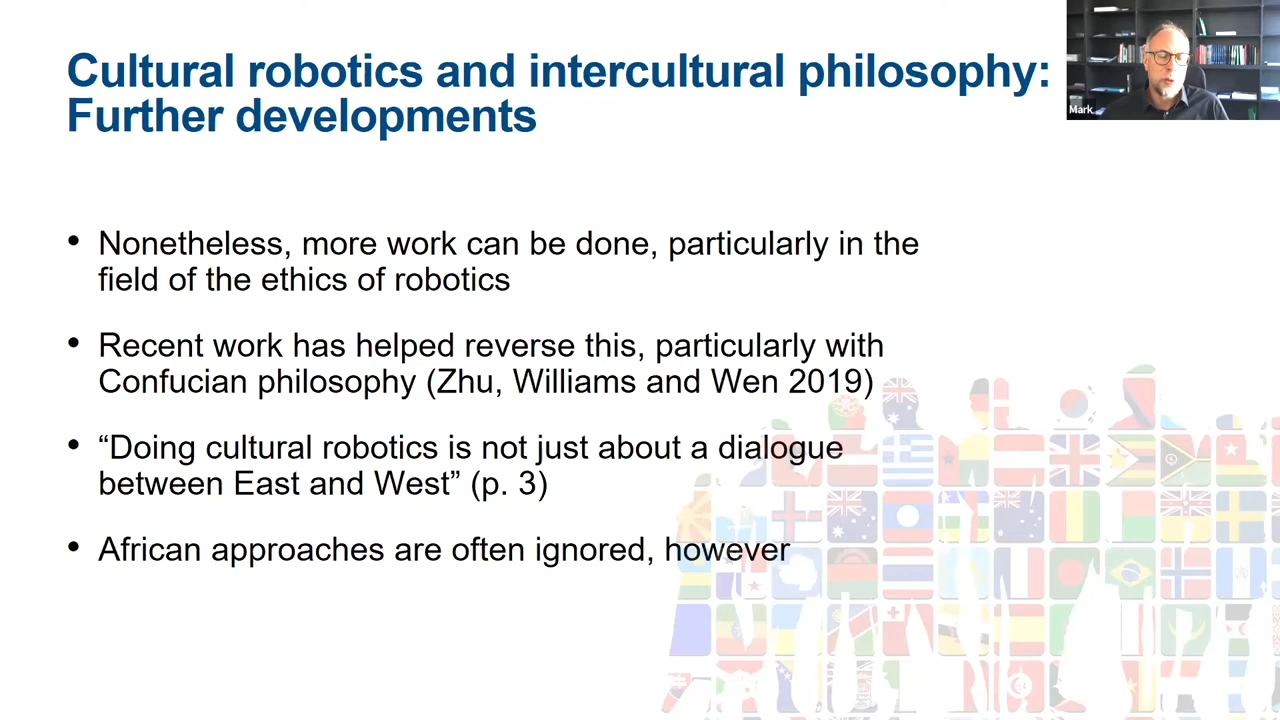 Cultural robotics and intercultural philosophy:
Further developments
Mark
• Nonetheless, more work can be done, particularly in the
field of the ethics of robotics
• Recent work has helped reverse this, particularly with
Confucian philosophy (Zhu, Williams and Wen 2019)
• “Doing cultural robotics is not just about a dialogue
between East and West” (p. 3)
• African approaches are often ignored, however